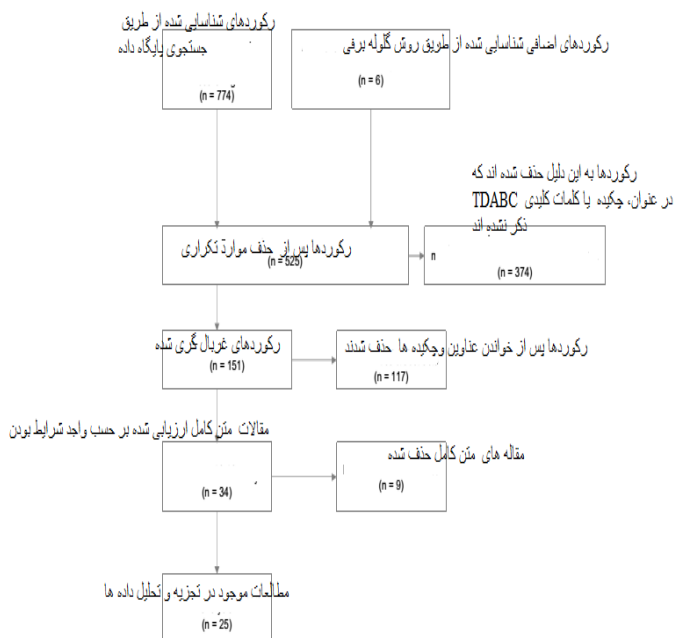 رکوردهای شناسایی شده از طریق
جستجوی پایگاه داده
(n = 774)
رکوردهای اضافی شناسایی شده از طریق روش گلوله برفی
(n = 6)
رکوردها به این دلیل حذف شده اند که
در عنوان، چکیده یا کلمات کلیدی TDABC
ذکر نشده اند
n
(n = 374)
رکوردها پس از حذف موارد تکراری
(n = 525)
رکوردهای غربال گری شده
(n = 151)
رکوردها پس از خواندن عناوین وچکیده ها حذف شدند
(n = 117)
مقالات متن کامل ارزیابی شده بر حسب واجد شرایط بودن
(n = 34)
مقاله های متن کامل حذف شده
(n = 9)
مطالعات موجود در تجزیه و تحلیل داده ها
(n = 25)